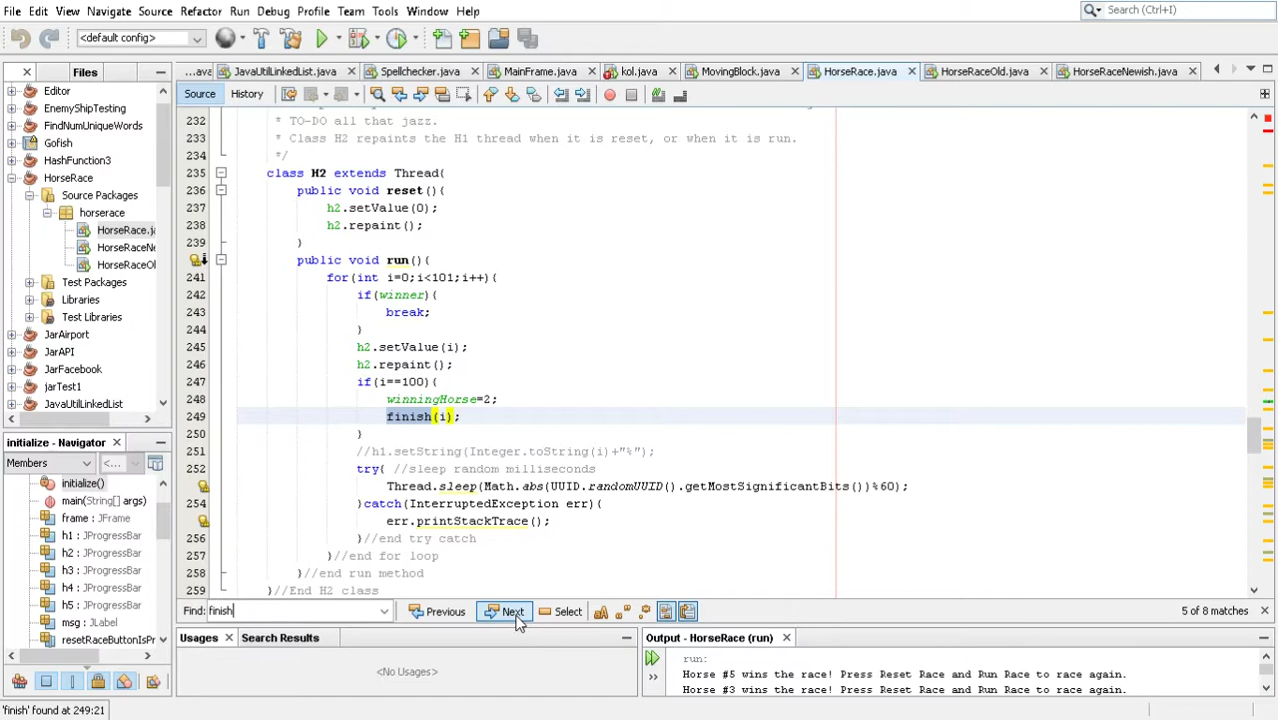 File Edit View Navigate Source Refactor Run Debug Profile Team Tools Window Help
Search (Ctrl+I)
<default config>
Files
...ava JavaUtilLinkedList.java Spellchecker.java MainFrame.java kol.java MovingBlock.java HorseRace.java HorseRaceOld.java HorseRaceNewish.java
Source History
Editor
EnemyShipTesting
FindNumUniqueWords
Gofish
HashFunction3
HorseRace
Source Packages
horserace
HorseRace.ja
HorseRaceNe
HorseRaceOl
Test Packages
Libraries
Test Libraries
JarAirport
JarAPI
JarFacebook
jarTest1
JavaUtilLinkedList
initialize() - Navigator
Members <...
initialize()
main(String[] args)
frame : JFrame
h1 : JProgressBar
h2 : JProgressBar
h3 : JProgressBar
h4 : JProgressBar
h5 : JProgressBar
msg : JLabel
resetRaceButtonIsPr
232 * TO-DO all that jazz.
233 * Class H2 repaints the H1 thread when it is reset, or when it is run.
234 */
235 class H2 extends Thread{
236 public void reset(){
237 h2.setValue(0);
238 h2.repaint();
239 }
public void run(){
241 for(int i=0;i<101;i++){
242 if(winner){
243 break;
244 }
245 h2.setValue(i);
246 h2.repaint();
247 if(i==100){
248 winningHorse=2;
249 finish(i);
250 }
251 //h1.setString(Integer.toString(i)+"%");
252 try{ //sleep random milliseconds
Thread.sleep(Math.abs(UUID.randomUUID().getMostSignificantBits())%60);
254 }catch(InterruptedException err){
err.printStackTrace();
256 }//end try catch
257 }//end for loop
258 }//end run method
259 }//End H2 class
Find: finish Previous Next Select 5 of 8 matches
Usages Search Results
<No Usages>
Output - HorseRace (run)
run:
Horse #5 wins the race! Press Reset Race and Run Race to race again.
Horse #3 wins the race! Press Reset Race and Run Race to race again.
'finish' found at 249:21